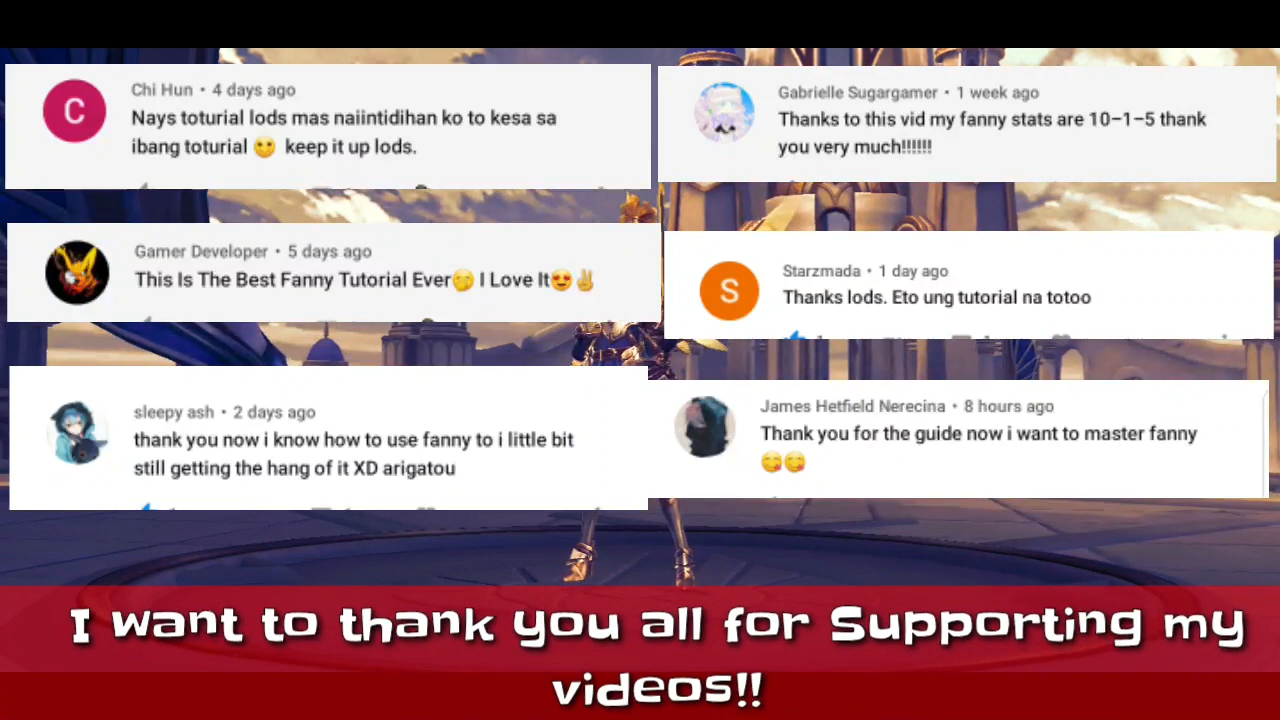 Chi Hun • 4 days ago
Nays toturial lods mas naiintidihan ko to kesa sa
ibang toturial 🙂 keep it up lods.
Gamer Developer • 5 days ago
This Is The Best Fanny Tutorial Ever🤭 I Love It😍✌
C
sleepy ash • 2 days ago
thank you now i know how to use fanny to i little bit
still getting the hang of it XD arigatou
Gabrielle Sugargamer • 1 week ago
Thanks to this vid my fanny stats are 10-1-5 thank
you very much!!!!!!
S
Starzmada • 1 day ago
Thanks lods. Eto ung tutorial na totoo
James Hetfield Nerecina • 8 hours ago
Thank you for the guide now i want to master fanny
😋😋
I want to thank you all for Supporting my
videos!!